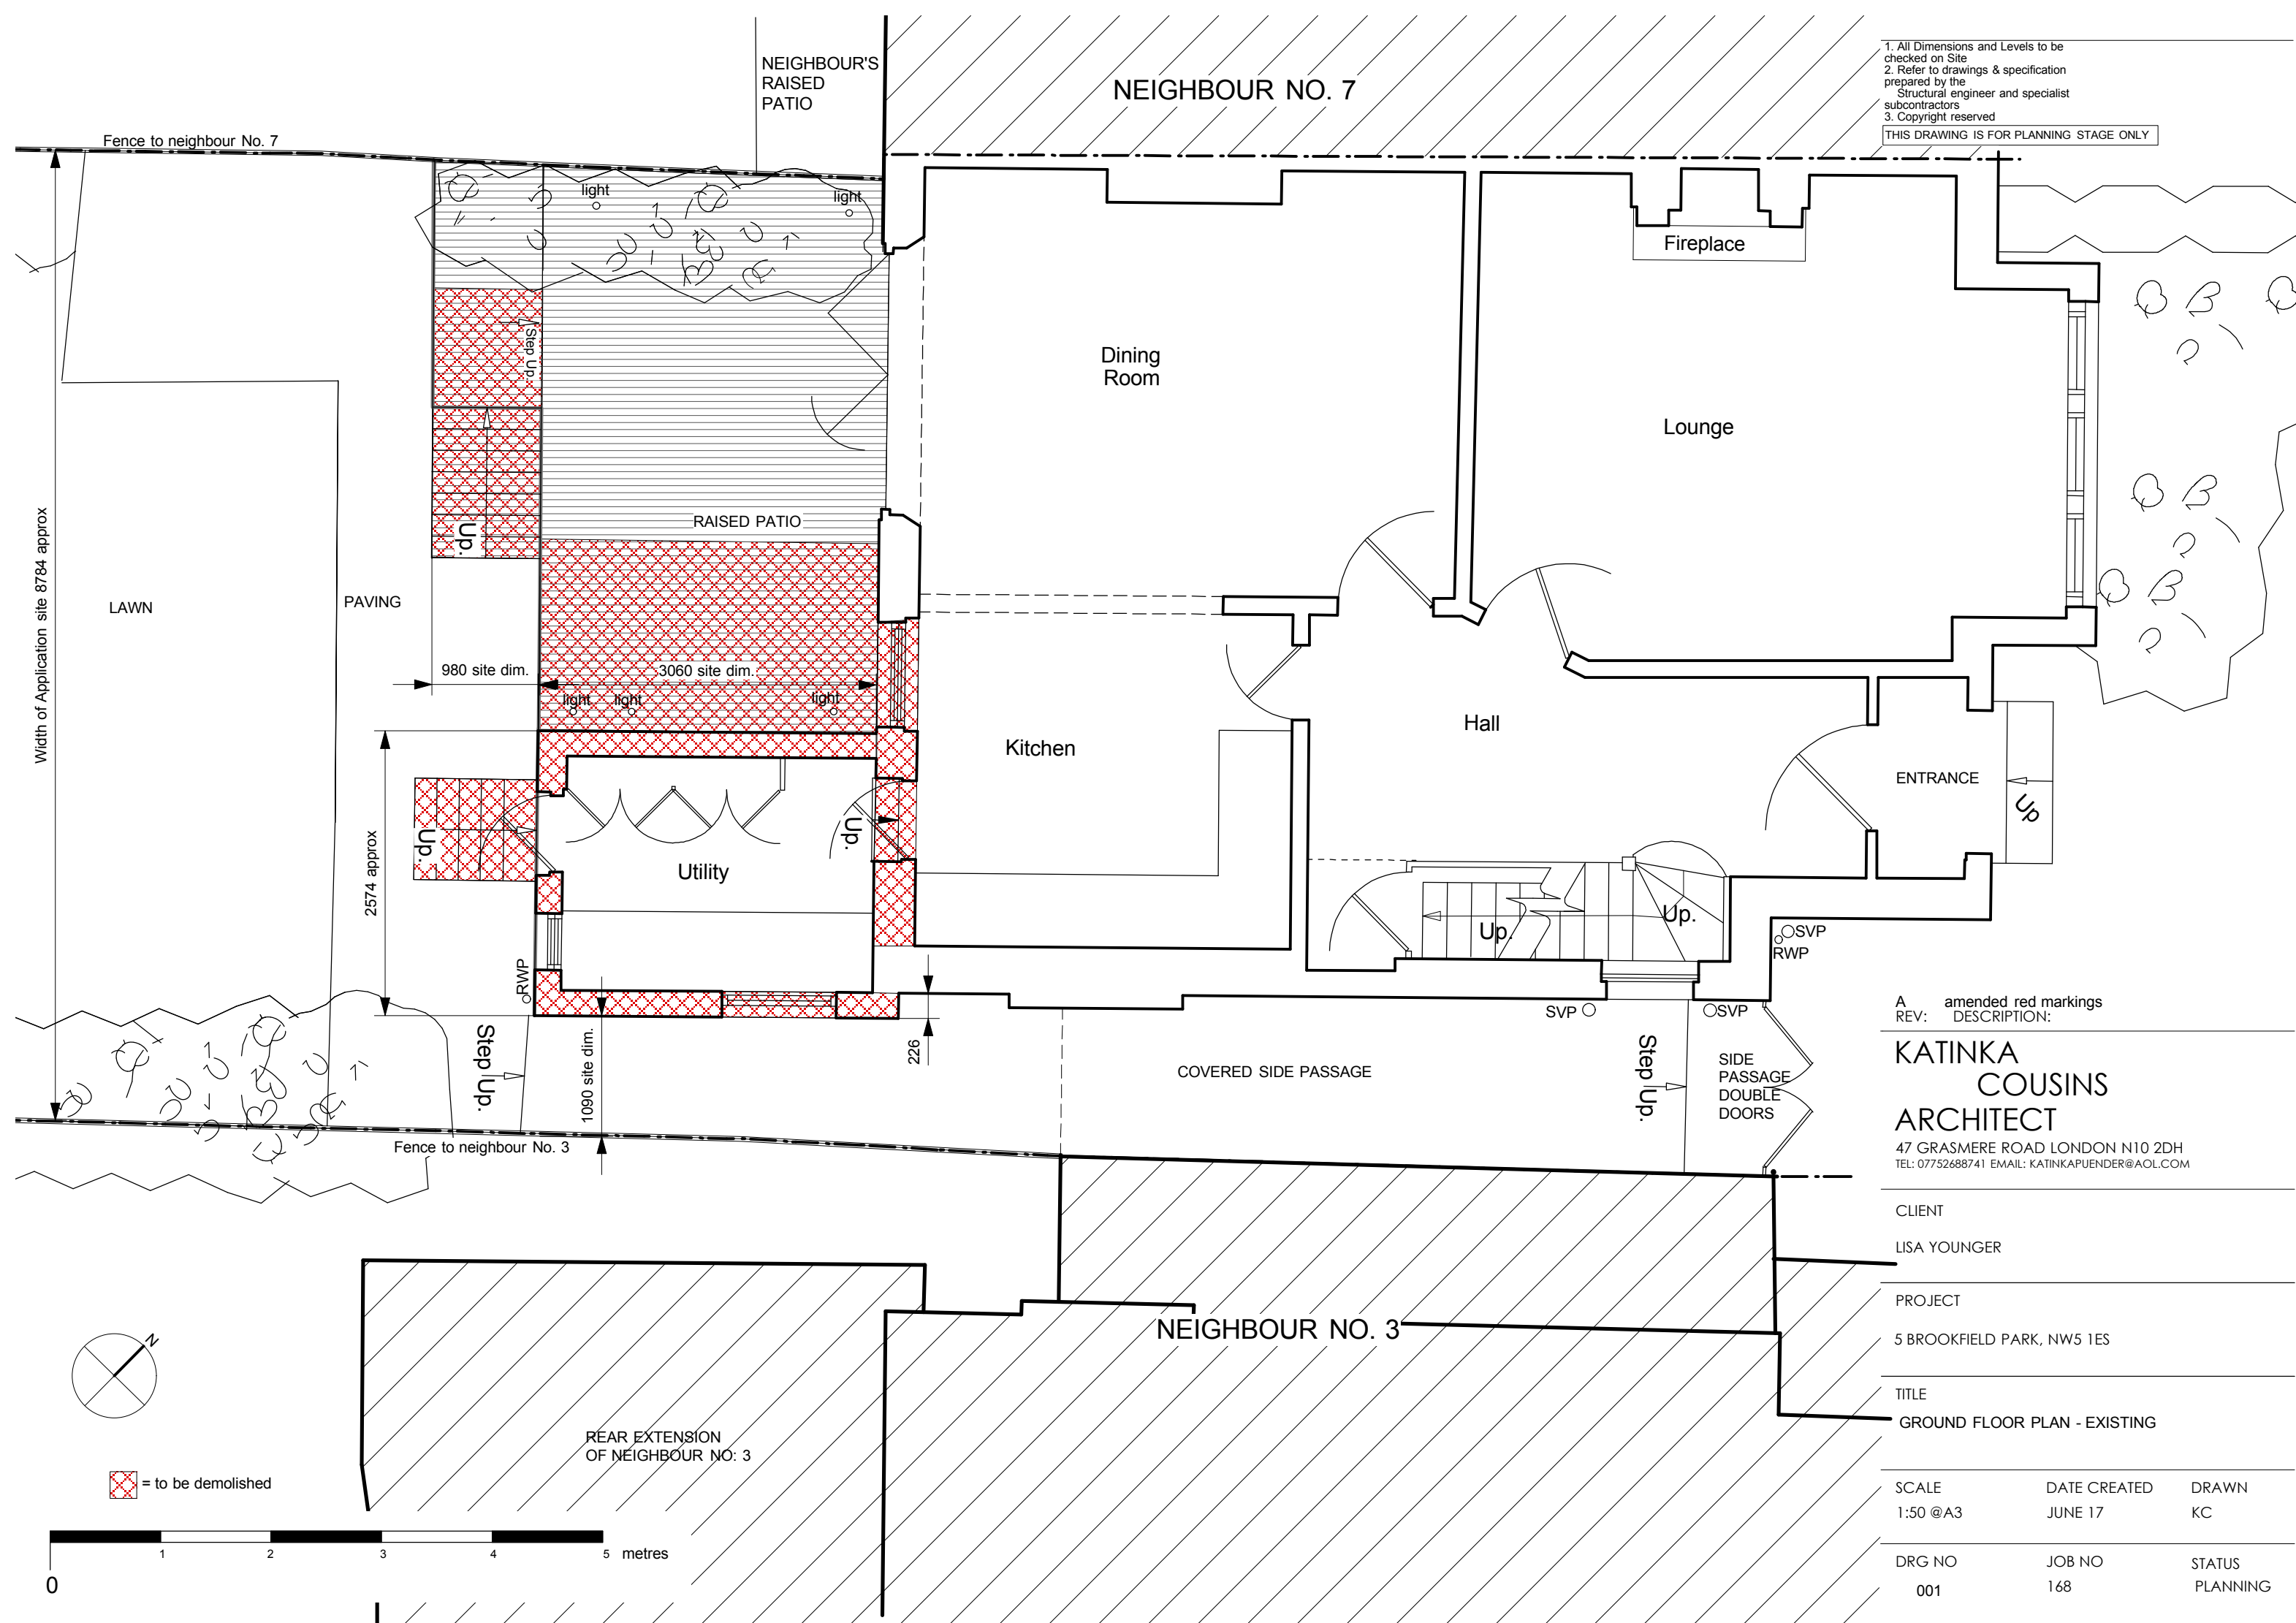 NEIGHBOUR'S
RAISED
PATIO
NEIGHBOUR NO. 7
1. All Dimensions and Levels to be
checked on Site
2. Refer to drawings & specification
prepared by the
Structural engineer and specialist
subcontractors
3. Copyright reserved
THIS DRAWING IS FOR PLANNING STAGE ONLY
Fence to neighbour No. 7
light
light
Fireplace
Step Up
Dining
Room
Lounge
RAISED PATIO
Up.
Width of Application site 8784 approx
LAWN
PAVING
980 site dim.
3060 site dim.
light
light
light
Hall
Kitchen
ENTRANCE
Up
2574 approx
Up.
Up.
Utility
Up.
Up.
SVP
RWP
RWP
SVP
SVP
Step Up.
1090 site dim.
226
COVERED SIDE PASSAGE
Step Up.
SIDE
PASSAGE
DOUBLE
DOORS
Fence to neighbour No. 3
A amended red markings
REV: DESCRIPTION:
KATINKA
COUSINS
ARCHITECT
47 GRASMERE ROAD LONDON N10 2DH
TEL: 07752688741 EMAIL: KATINKAPUENDER@AOL.COM
CLIENT
LISA YOUNGER
PROJECT
5 BROOKFIELD PARK, NW5 1ES
TITLE
GROUND FLOOR PLAN - EXISTING
NEIGHBOUR NO. 3
N
REAR EXTENSION
OF NEIGHBOUR NO: 3
= to be demolished
SCALE DATE CREATED DRAWN
1:50 @A3 JUNE 17 KC
DRG NO JOB NO STATUS
001 168 PLANNING
1 2 3 4 5 metres
0